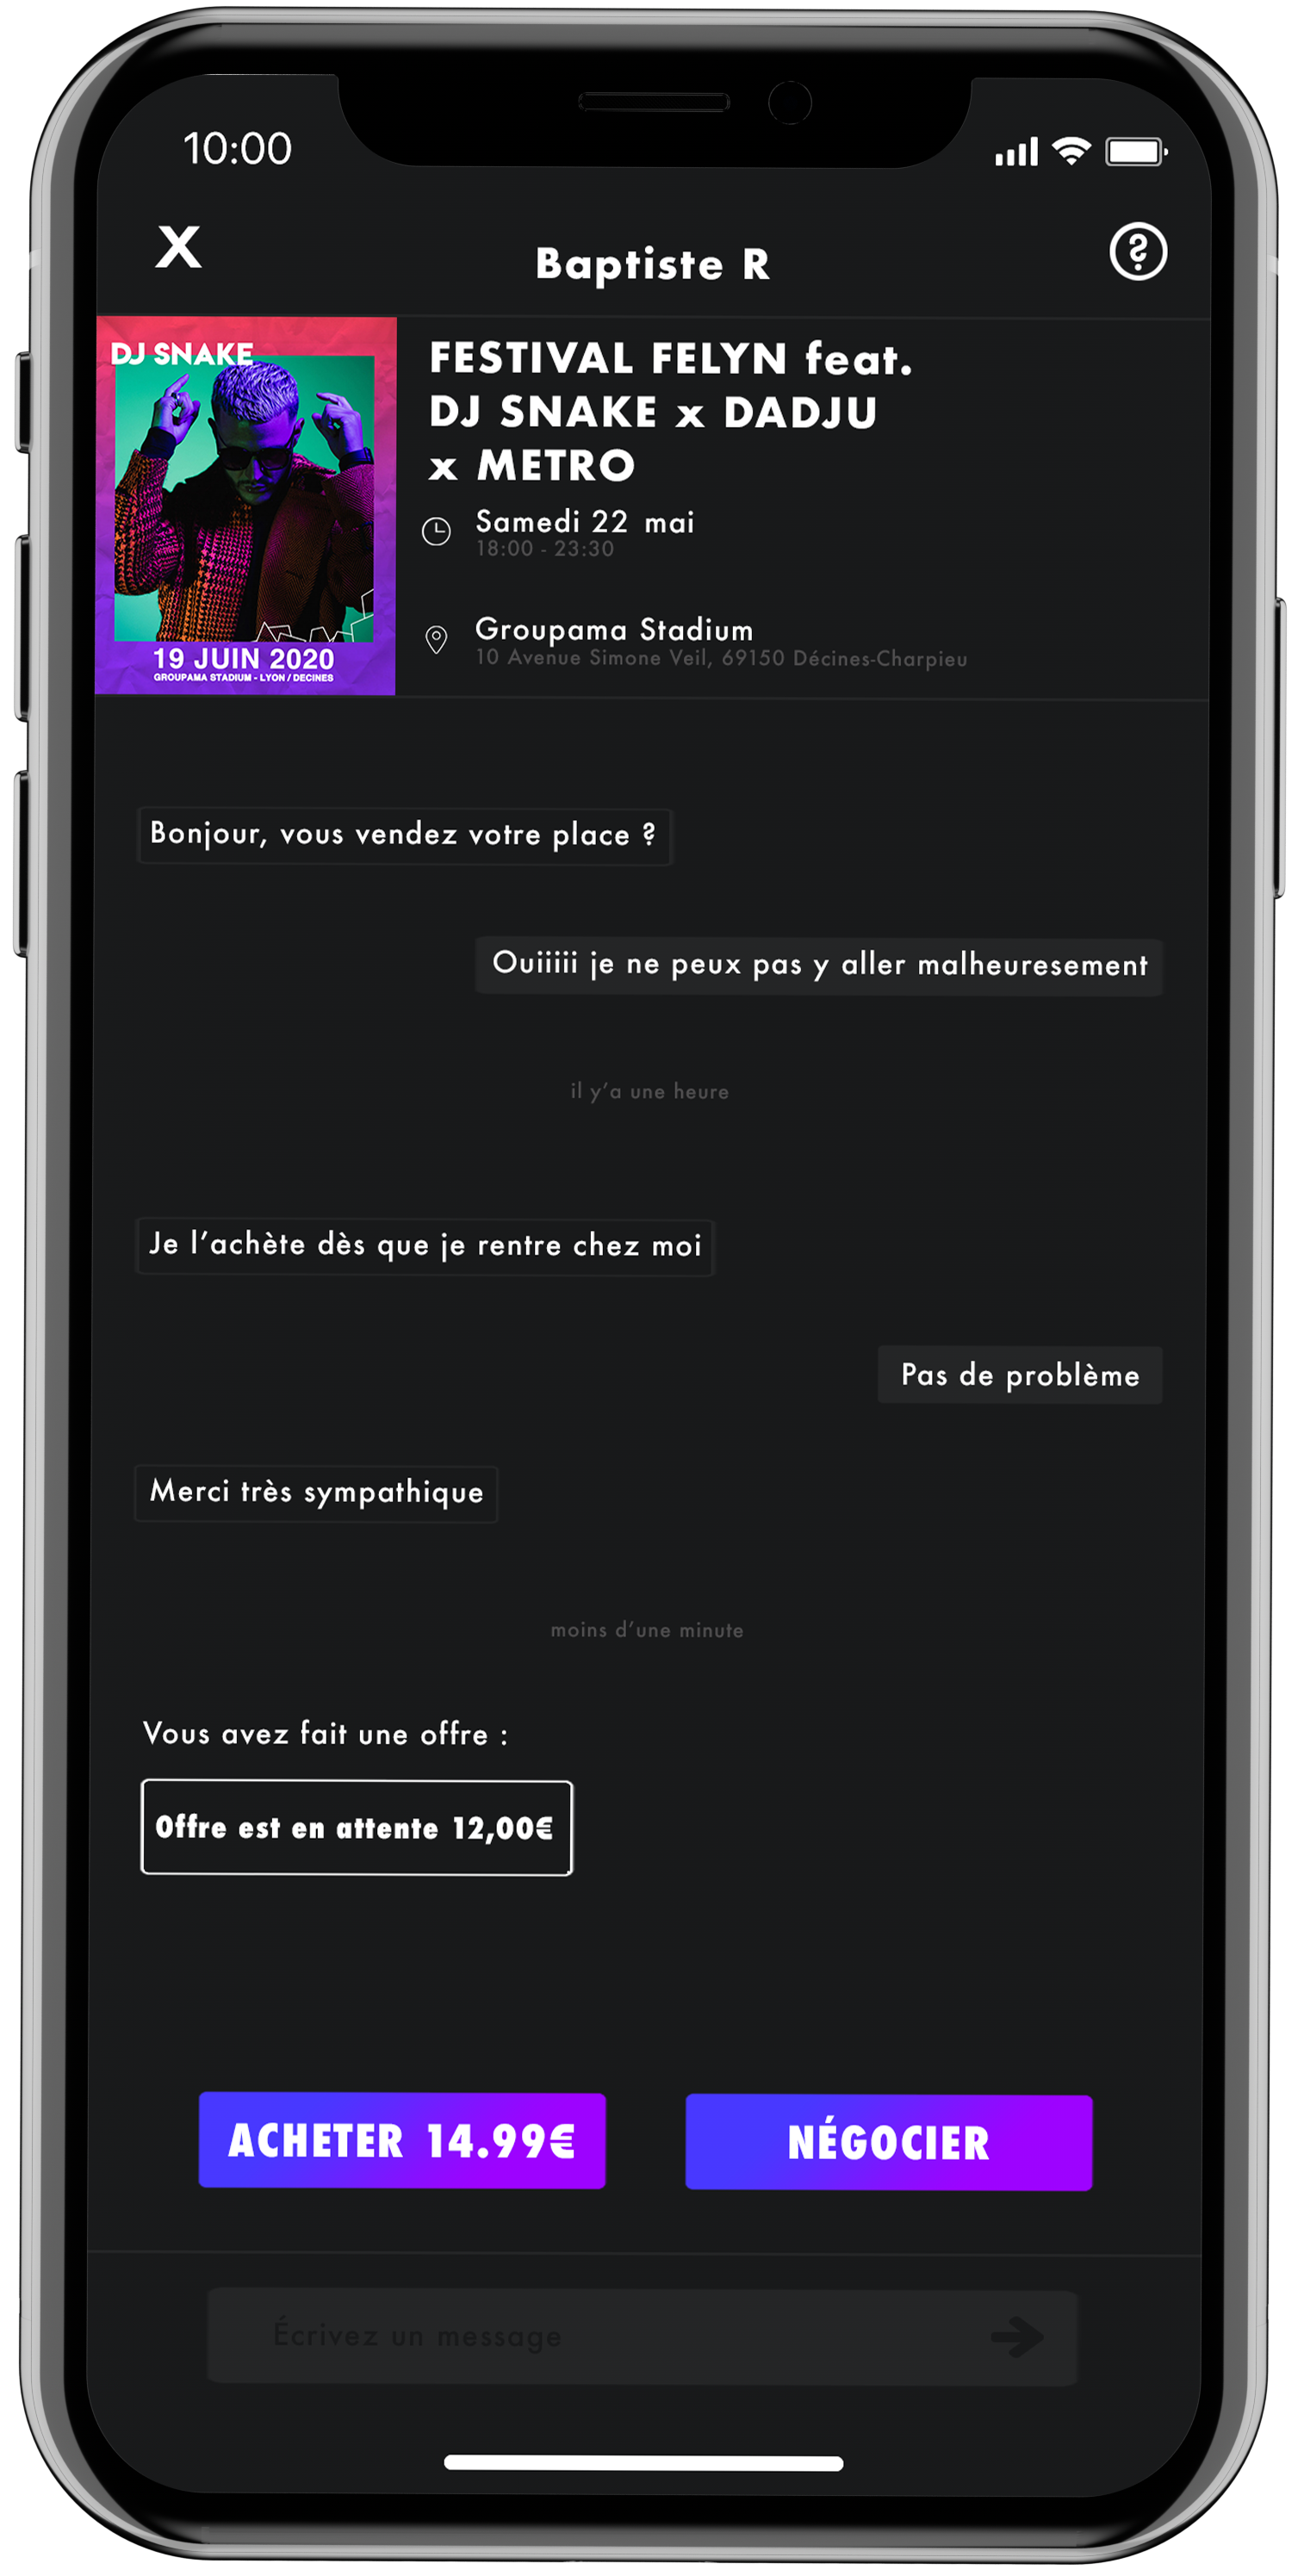 10:00
X
Baptiste R
?
DJ SNAKE
19 JUIN 2020
GROUPAMA STADIUM - LYON / DECINES
FESTIVAL FELYN feat.
DJ SNAKE x DADJU
x METRO
Samedi 22 mai
18:00 - 23:30
Groupama Stadium
10 Avenue Simone Veil, 69150 Décines-Charpieu
Bonjour, vous vendez votre place ?
Ouiiiii je ne peux pas y aller malheuresement
il y'a une heure
Je l'achète dès que je rentre chez moi
Pas de problème
Merci très sympathique
moins d'une minute
Vous avez fait une offre :
Offre est en attente 12,00€
ACHETER 14.99€
NÉGOCIER
Écrivez un message